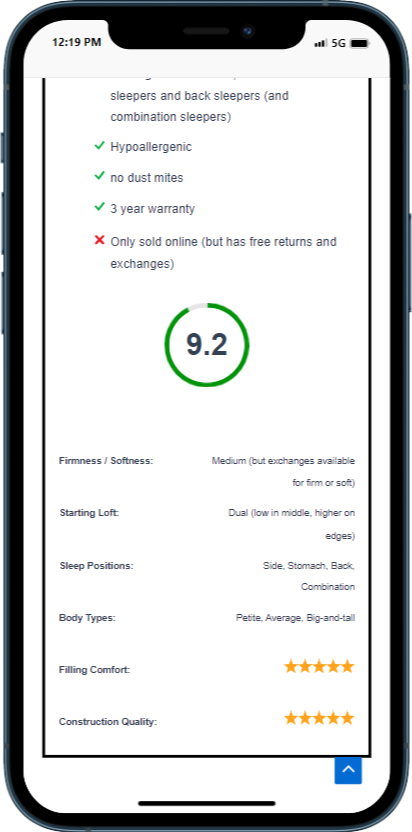 12:19 PM
5G
sleepers and back sleepers (and
combination sleepers)
Hypoallergenic
no dust mites
3 year warranty
Only sold online (but has free returns and
exchanges)
9.2
Firmness / Softness:
Medium (but exchanges available
for firm or soft)
Starting Loft:
Dual (low in middle, higher on
edges)
Sleep Positions:
Side, Stomach, Back,
Combination
Body Types:
Petite, Average, Big-and-tall
Filling Comfort:
Construction Quality: